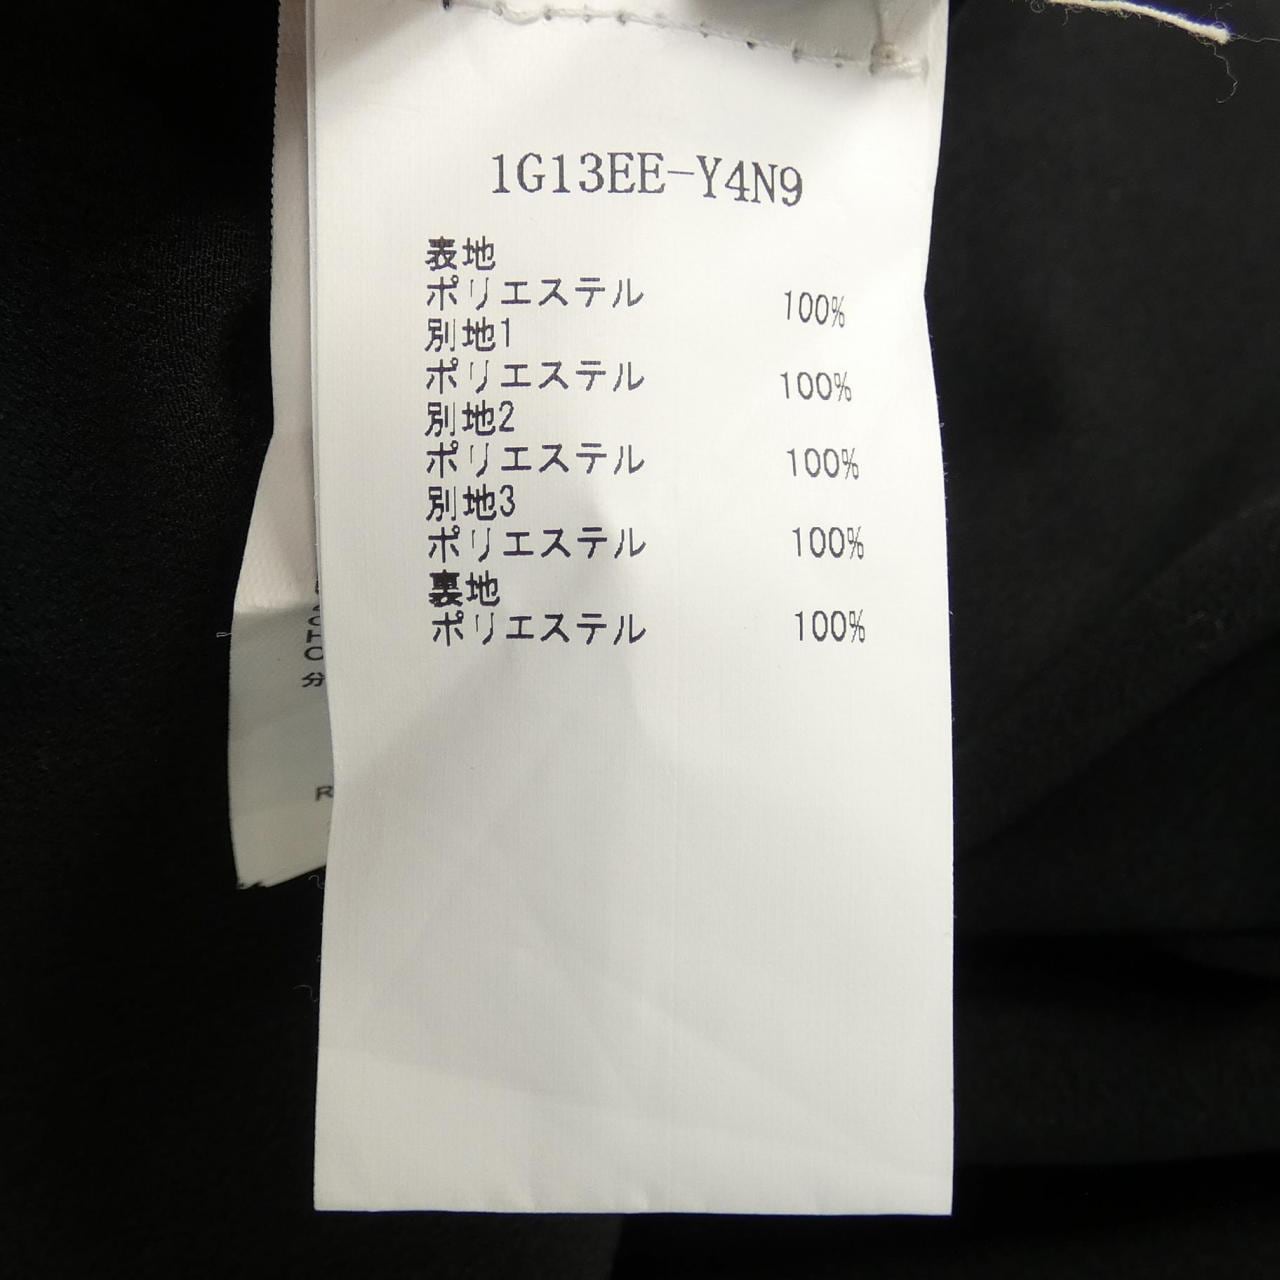 1G13EE-Y4N9
表地
ポリエステル 100%
別地1
ポリエステル 100%
別地2
ポリエステル 100%
別地3
ポリエステル 100%
裏地
ポリエステル 100%
分
R